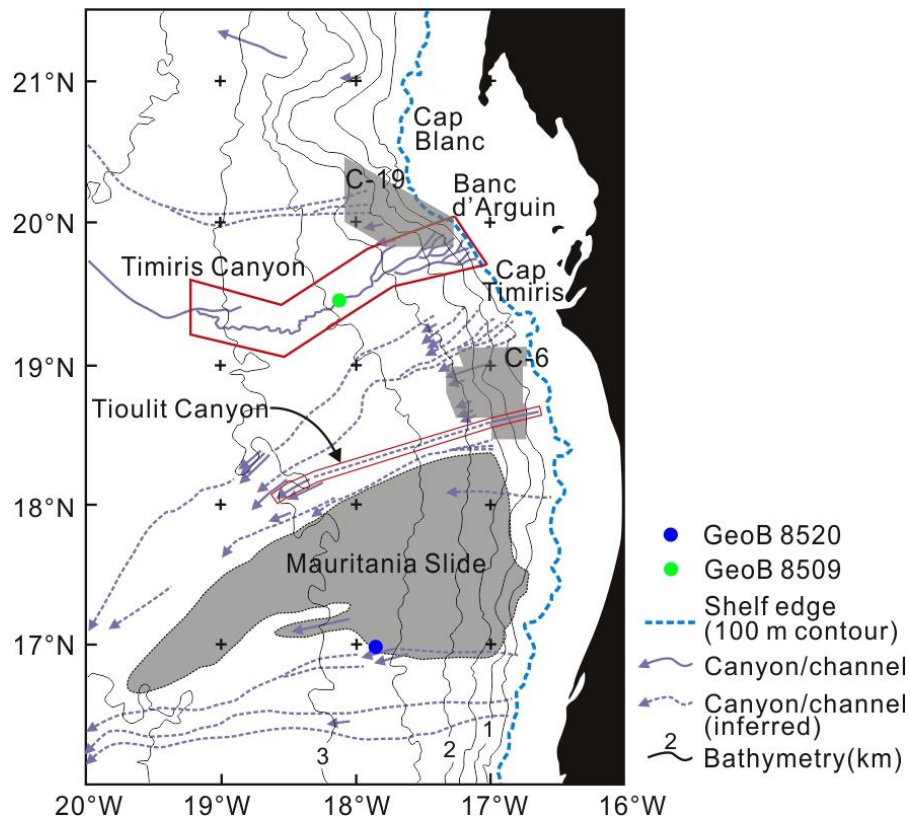 21°N
20°N
19°N
18°N
17°N
20°W
19°W
18°W
17°W
16°W
Cap
Blanc
C-19
Banc
d'Arguin
Timiris Canyon
Cap
Timiris
C-6
Tioulit Canyon
Mauritania Slide
3
2
1
GeoB 8520
GeoB 8509
Shelf edge
(100 m contour)
Canyon/channel
Canyon/channel
(inferred)
2
Bathymetry(km)